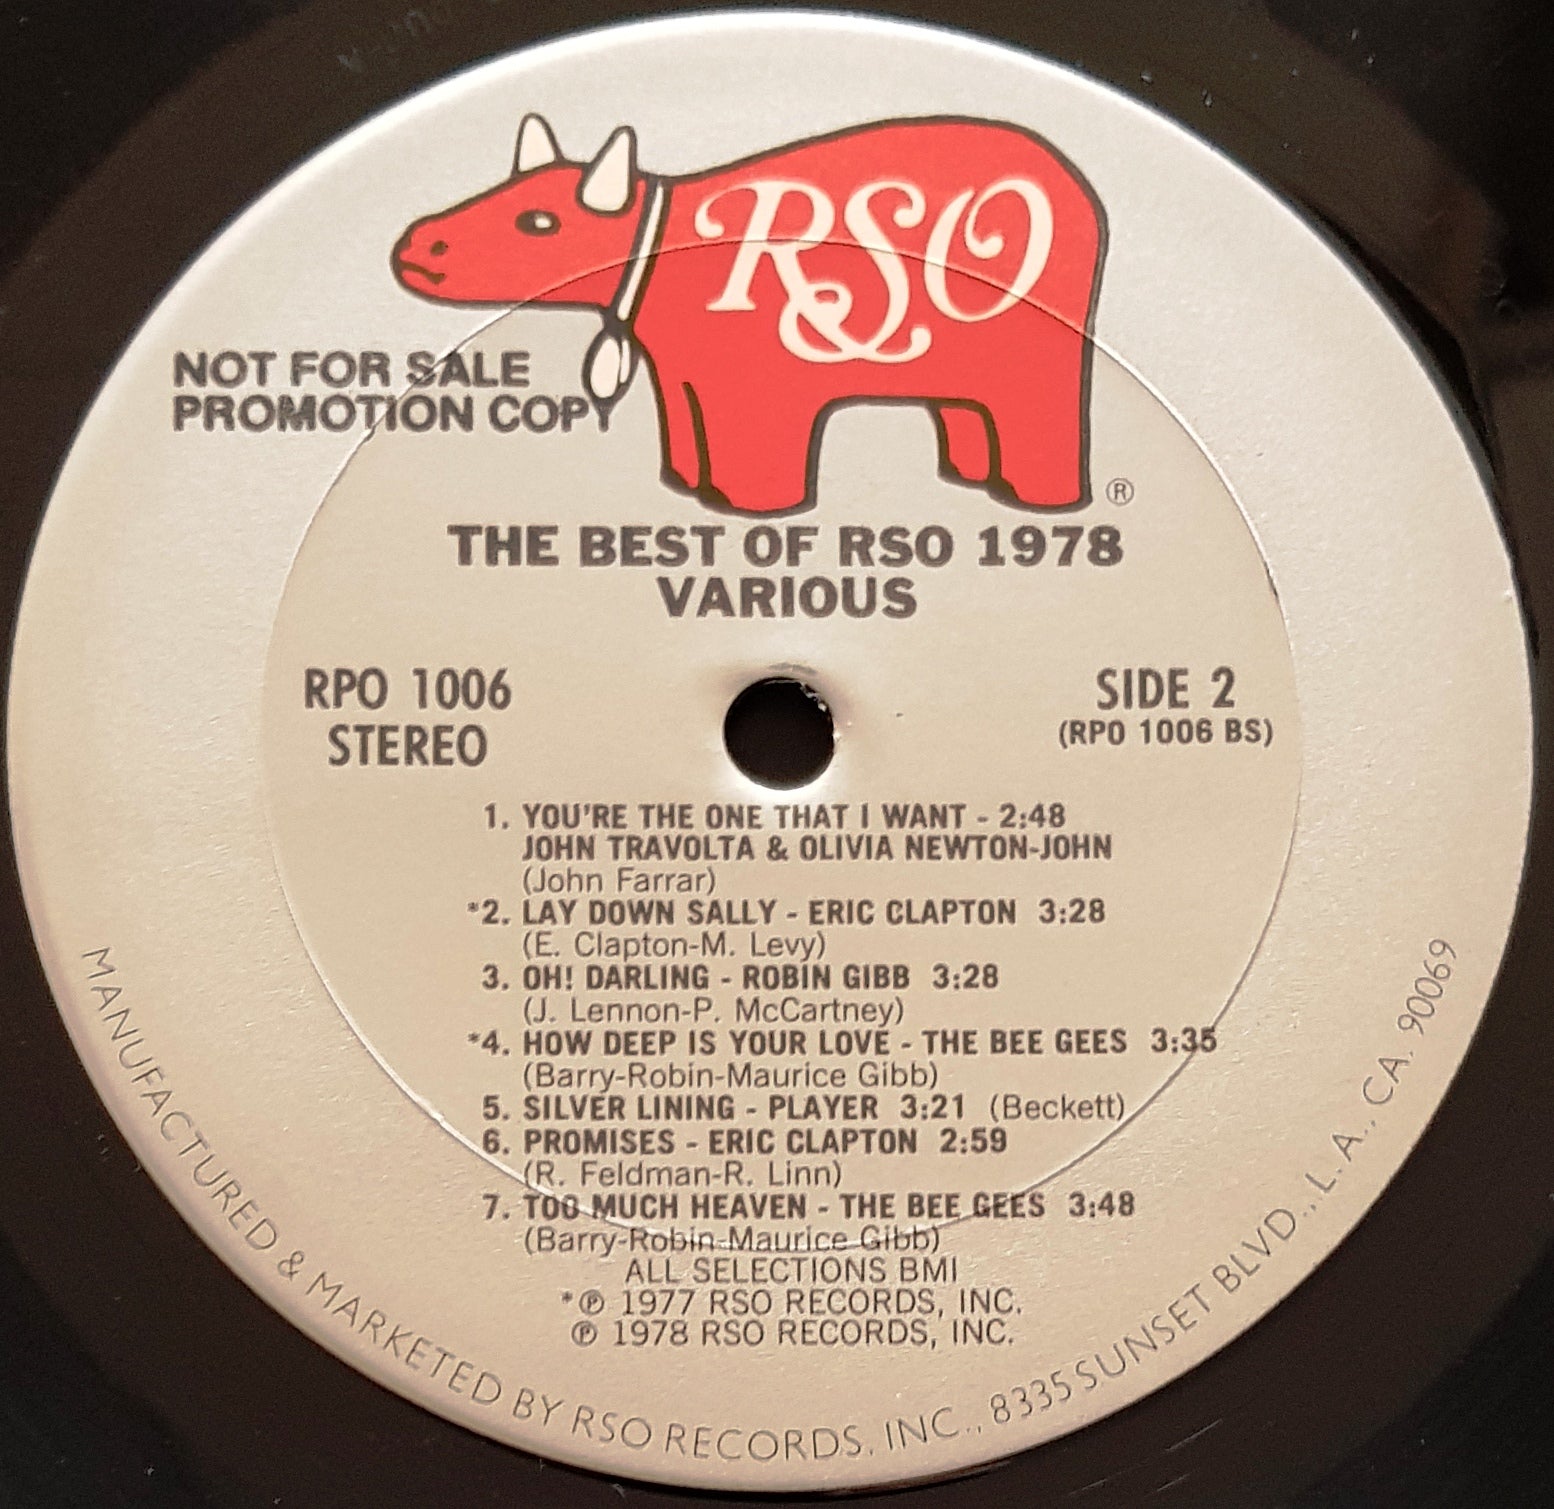 RSO
NOT FOR SALE
PROMOTION COPY
®
THE BEST OF RSO 1978
VARIOUS
RPO 1006
STEREO
SIDE 2
(RPO 1006 BS)
1. YOU'RE THE ONE THAT I WANT - 2:48
JOHN TRAVOLTA & OLIVIA NEWTON-JOHN
(John Farrar)
*2. LAY DOWN SALLY - ERIC CLAPTON 3:28
(E. Clapton-M. Levy)
3. OH! DARLING - ROBIN GIBB 3:28
(J. Lennon-P. McCartney)
*4. HOW DEEP IS YOUR LOVE - THE BEE GEES 3:35
(Barry-Robin-Maurice Gibb)
5. SILVER LINING - PLAYER 3:21 (Beckett)
6. PROMISES - ERIC CLAPTON 2:59
(R. Feldman-R. Linn)
7. TOO MUCH HEAVEN - THE BEE GEES 3:48
(Barry-Robin-Maurice Gibb)
ALL SELECTIONS BMI
*℗ 1977 RSO RECORDS, INC.
℗ 1978 RSO RECORDS, INC.
MANUFACTURED & MARKETED BY RSO RECORDS, INC., 8335 SUNSET BLVD., L. A., CA. 90069